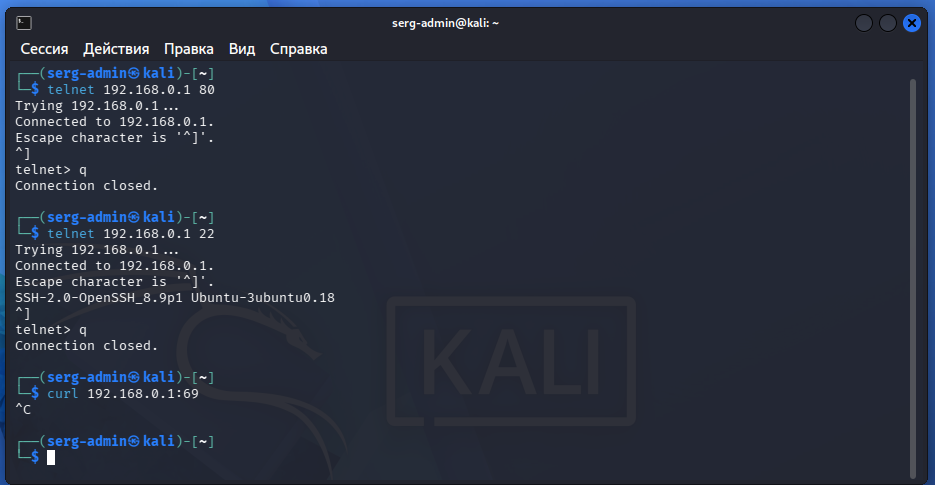 serg-admin@kali: ~
Сессия Действия Правка Вид Справка
┌──(serg-admin㉿kali)-[~]
└─$ telnet 192.168.0.1 80
Trying 192.168.0.1...
Connected to 192.168.0.1.
Escape character is '^]'.
^]
telnet> q
Connection closed.
┌──(serg-admin㉿kali)-[~]
└─$ telnet 192.168.0.1 22
Trying 192.168.0.1...
Connected to 192.168.0.1.
Escape character is '^]'.
SSH-2.0-OpenSSH_8.9p1 Ubuntu-3ubuntu0.18
^]
telnet> q
Connection closed.
┌──(serg-admin㉿kali)-[~]
└─$ curl 192.168.0.1:69
^C
┌──(serg-admin㉿kali)-[~]
└─$
KALI